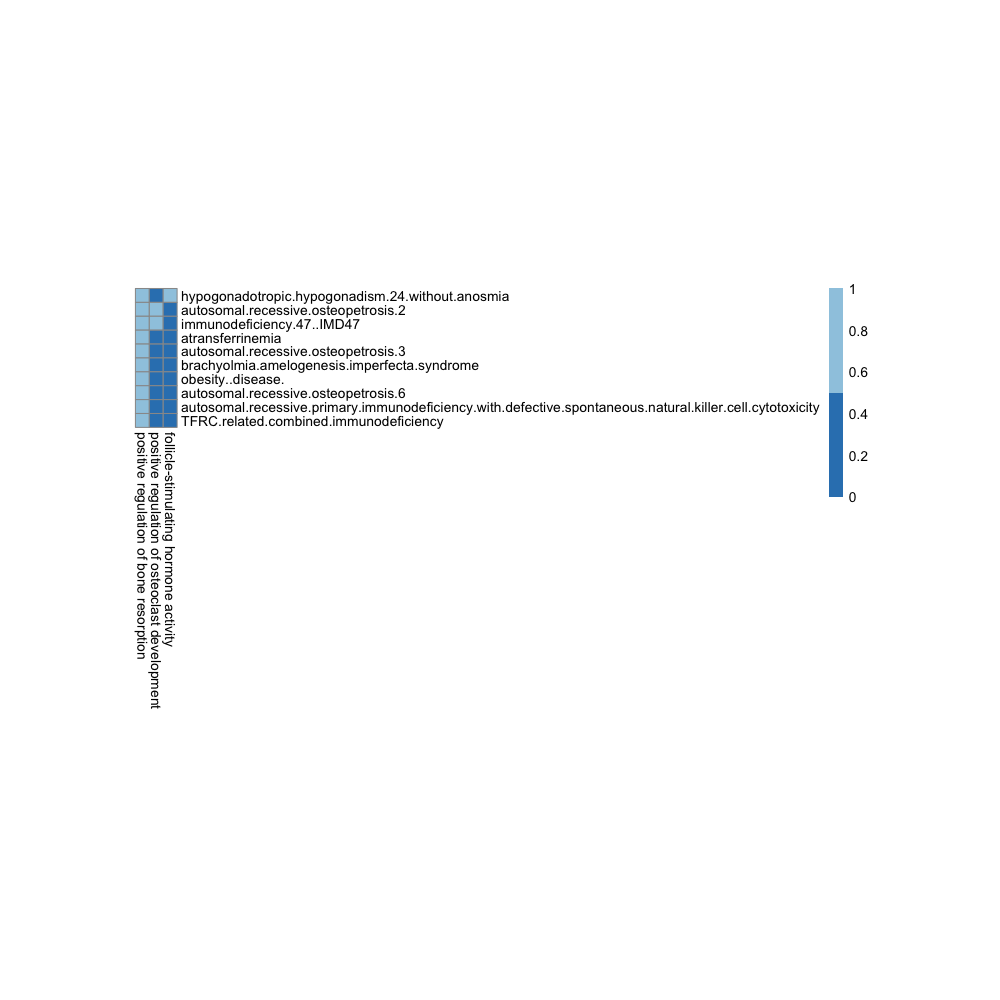 hypogonadotropic.hypogonadism.24.without.anosmia
autosomal.recessive.osteopetrosis.2
immunodeficiency.47..IMD47
atransferrinemia
autosomal.recessive.osteopetrosis.3
brachyolmia.amelogenesis.imperfecta.syndrome
obesity..disease.
autosomal.recessive.osteopetrosis.6
autosomal.recessive.primary.immunodeficiency.with.defective.spontaneous.natural.killer.cell.cytotoxicity
TFRC.related.combined.immunodeficiency
positive regulation of bone resorption
positive regulation of osteoclast development
follicle-stimulating hormone activity
1
0.8
0.6
0.4
0.2
0